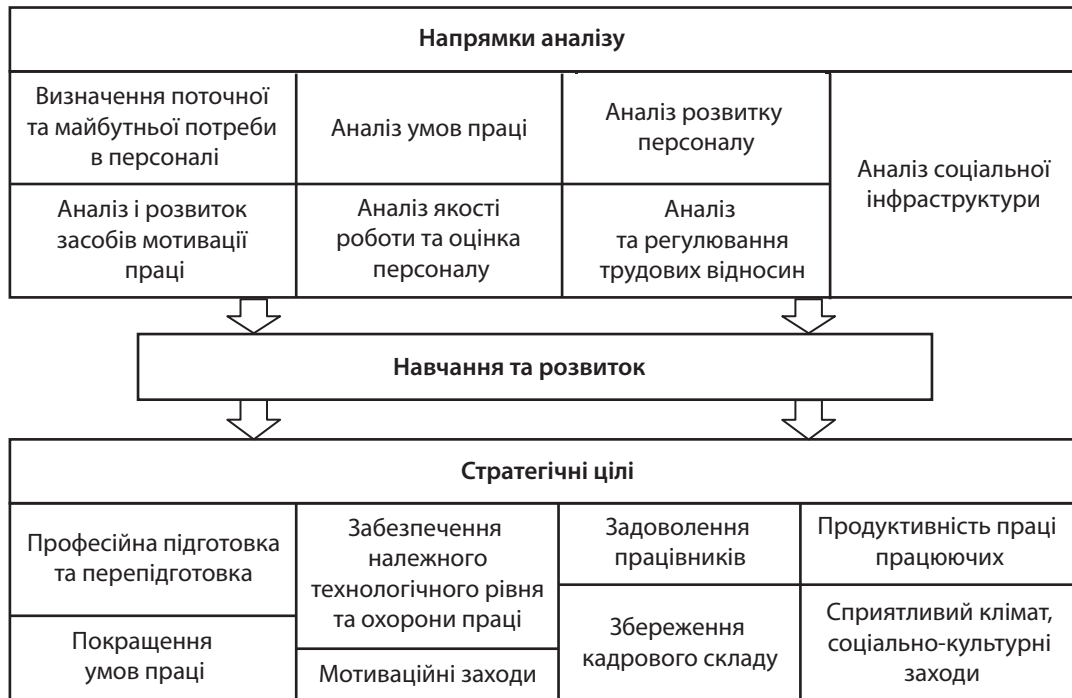 Напрямки аналізу
Визначення поточної
та майбутньої потреби
в персоналі
Аналіз умов праці
Аналіз розвитку
персоналу
Аналіз соціальної
інфраструктури
Аналіз і розвиток
засобів мотивації
праці
Аналіз якості
роботи та оцінка
персоналу
Аналіз
та регулювання
трудових відносин
Навчання та розвиток
Стратегічні цілі
Професійна підготовка
та перепідготовка
Забезпечення
належного
технологічного рівня
та охорони праці
Задоволення
працівників
Продуктивність праці
працюючих
Покращення
умов праці
Мотиваційні заходи
Збереження
кадрового складу
Сприятливий клімат,
соціально-культурні
заходи